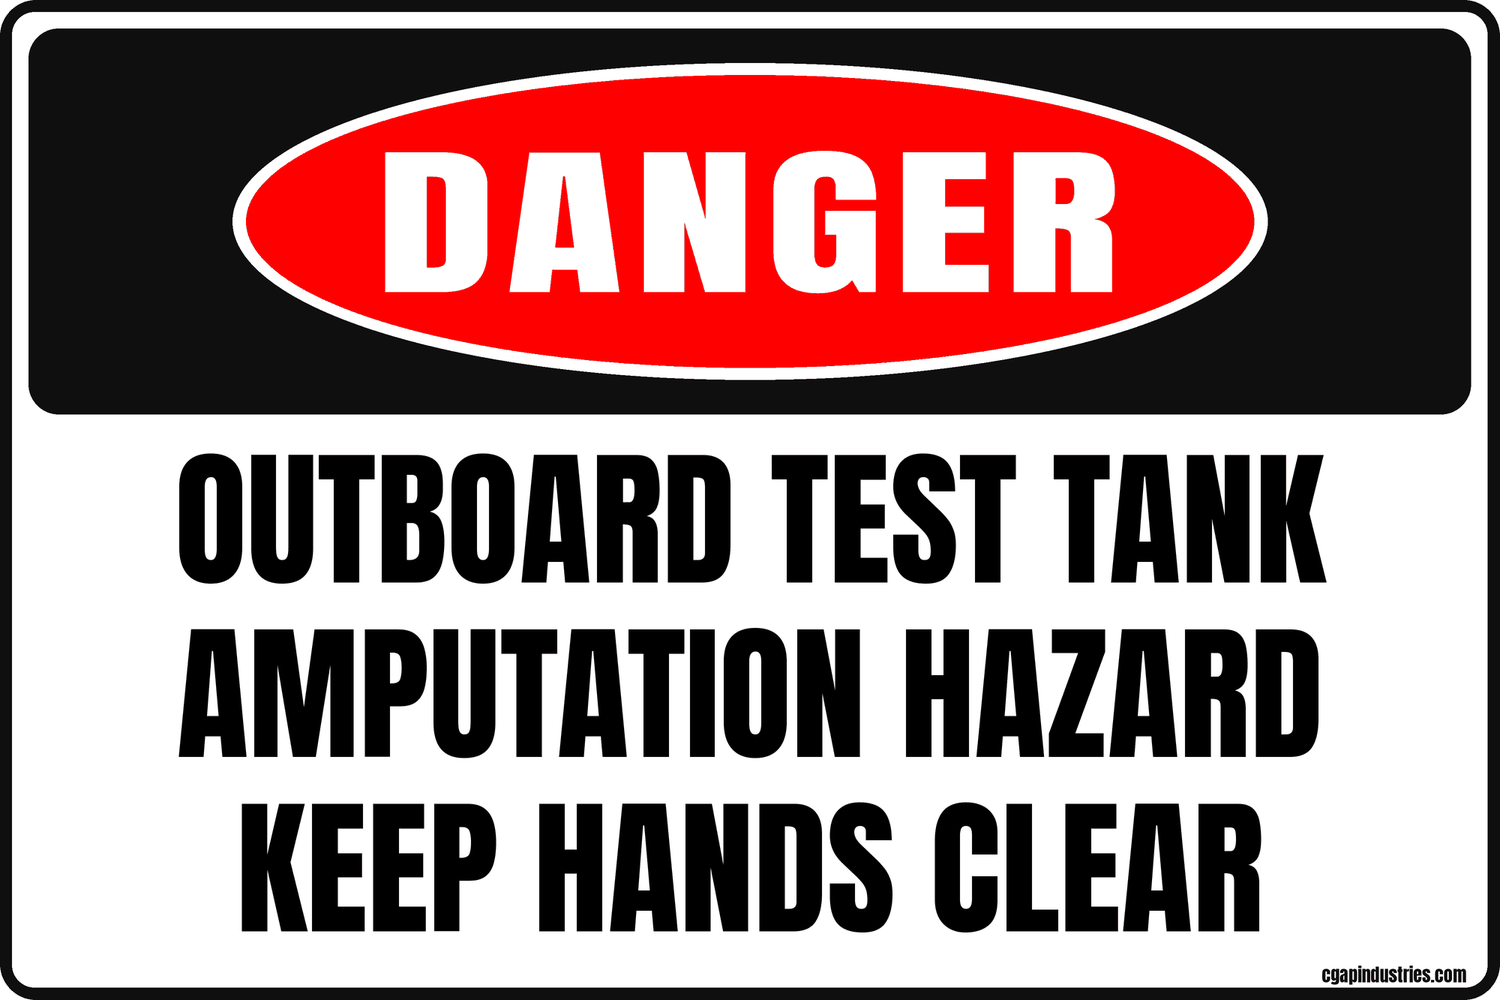 DANGER
OUTBOARD TEST TANK
AMPUTATION HAZARD
KEEP HANDS CLEAR
cgapindustries.com